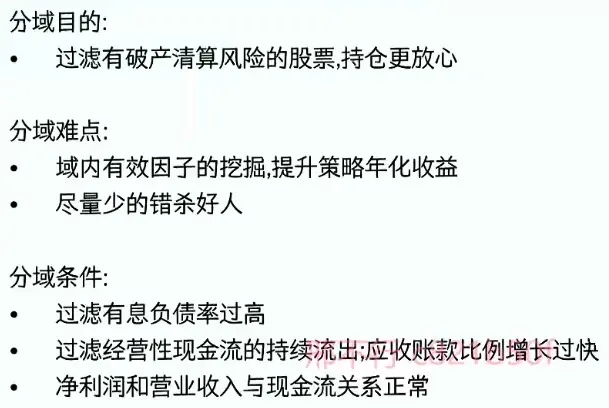 分域目的:
• 过滤有破产清算风险的股票,持仓更放心
分域难点:
• 域内有效因子的挖掘,提升策略年化收益
• 尽量少的错杀好人
分域条件:
• 过滤有息负债率过高
• 过滤经营性现金流的持续流出;应收账款比例增长过快
• 净利润和营业收入与现金流关系正常